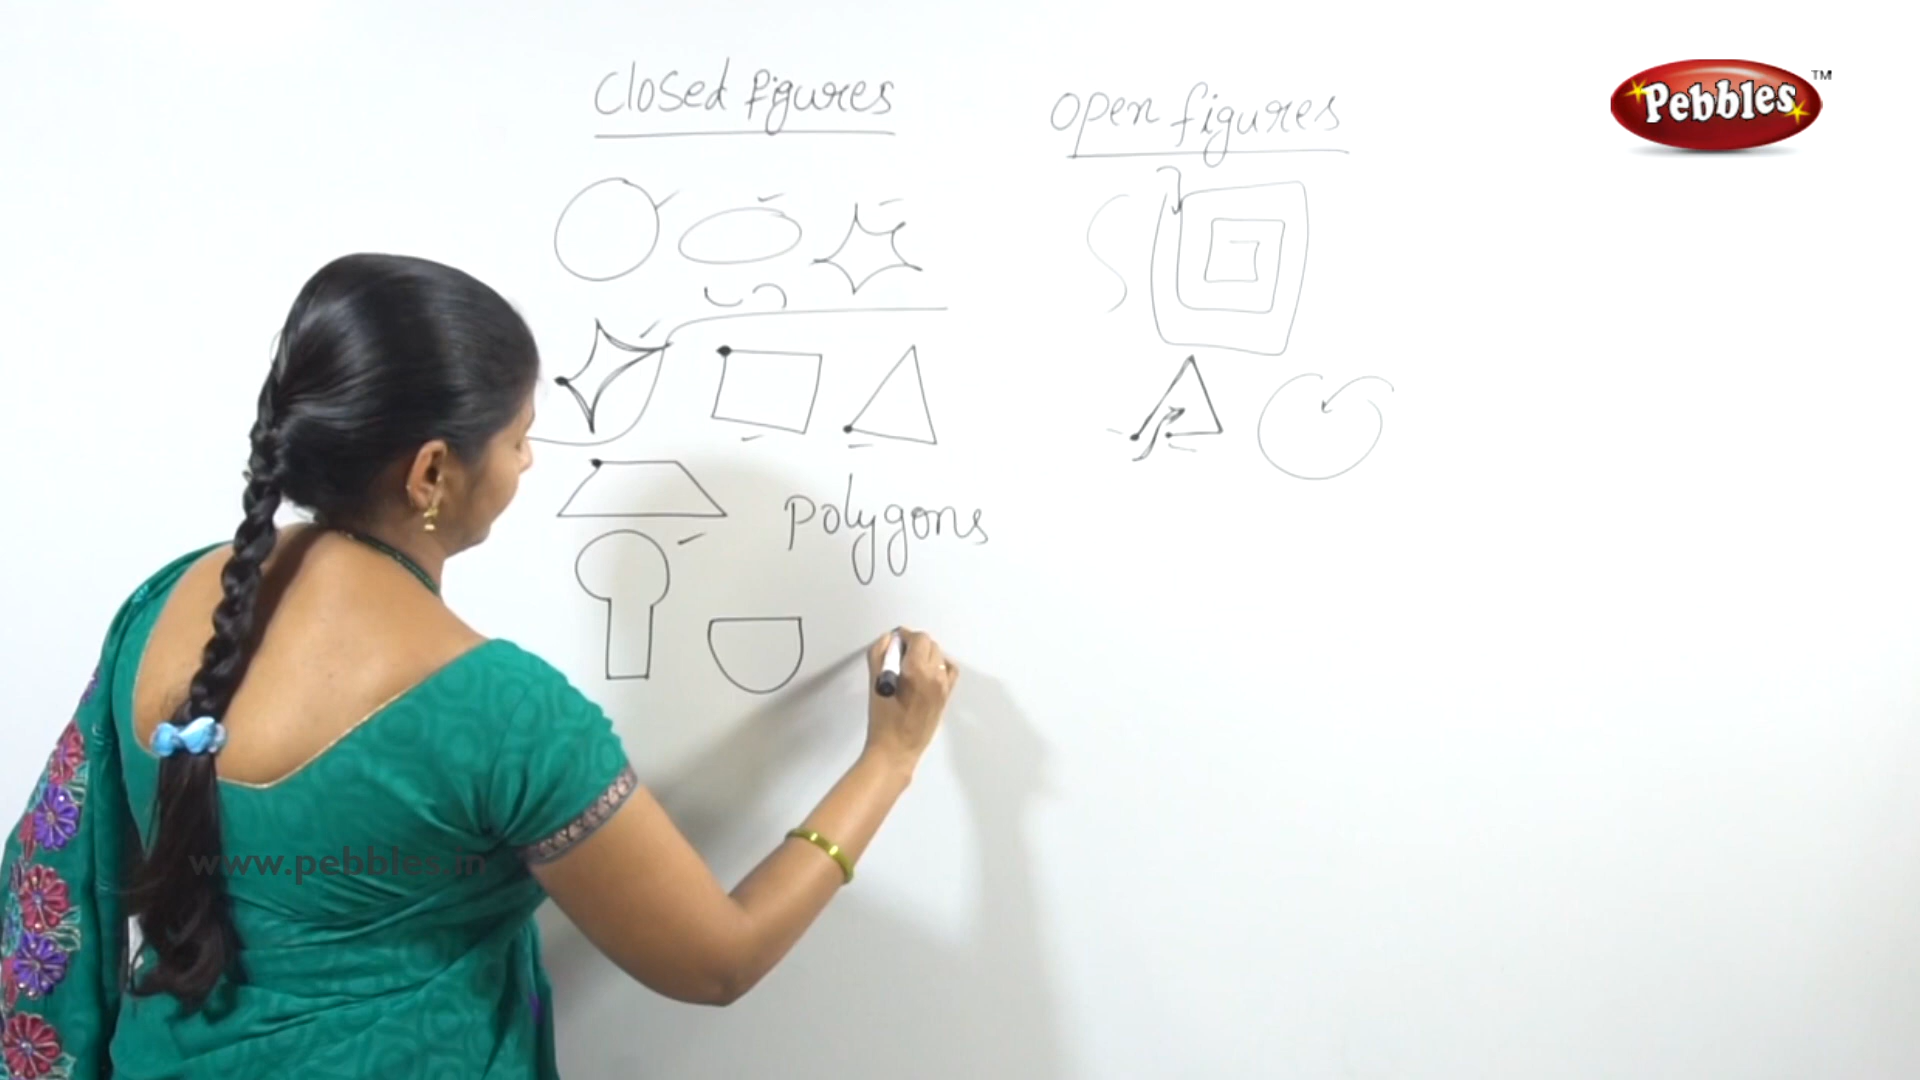 Closed figures
Open figures
Pebbles TM
Polygons
www.pebbles.in